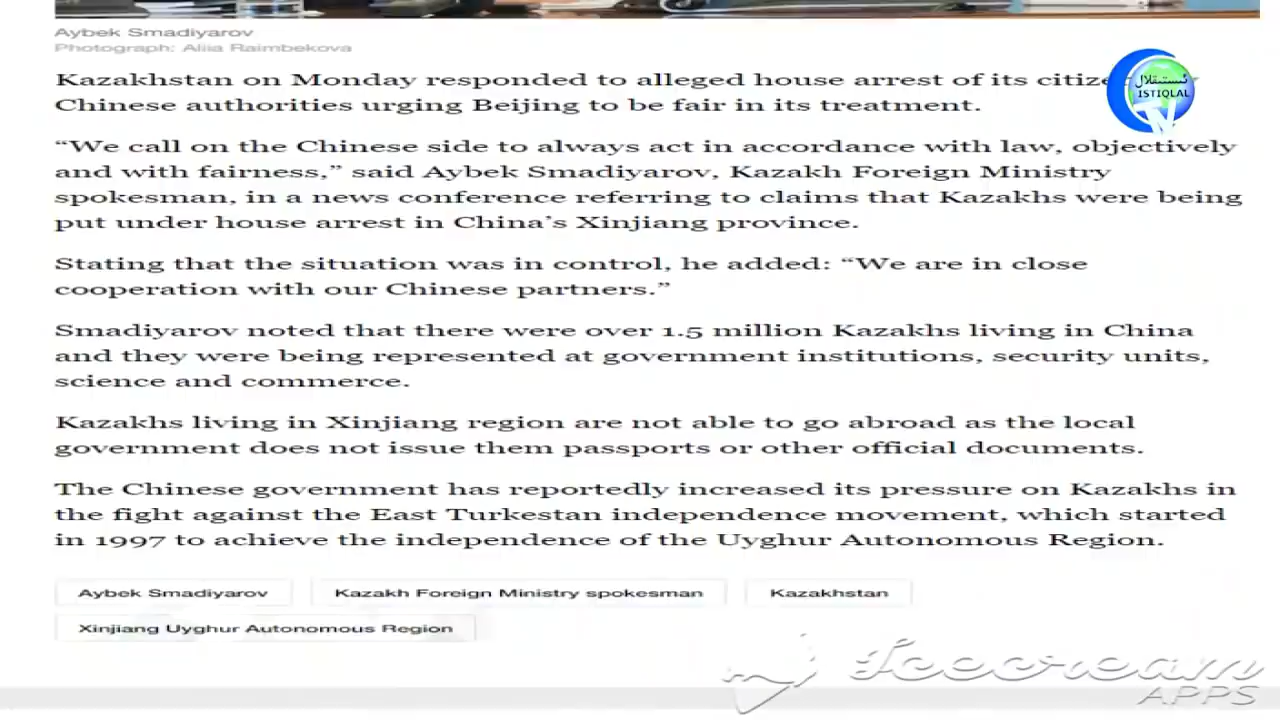 Aybek Smadiyarov
Photograph: Aliia Raimbekova
Kazakhstan on Monday responded to alleged house arrest of its
Chinese authorities urging Beijing to be fair in its treatment.
“We call on the Chinese side to always act in accordance with law, objectively
and with fairness,” said Aybek Smadiyarov, Kazakh Foreign Ministry
spokesman, in a news conference referring to claims that Kazakhs were being
put under house arrest in China’s Xinjiang province.
Stating that the situation was in control, he added: “We are in close
cooperation with our Chinese partners.”
Smadiyarov noted that there were over 1.5 million Kazakhs living in China
and they were being represented at government institutions, security units,
science and commerce.
Kazakhs living in Xinjiang region are not able to go abroad as the local
government does not issue them passports or other official documents.
The Chinese government has reportedly increased its pressure on Kazakhs in
the fight against the East Turkestan independence movement, which started
in 1997 to achieve the independence of the Uyghur Autonomous Region.
Aybek Smadiyarov
Kazakh Foreign Ministry spokesman
Kazakhstan
Xinjiang Uyghur Autonomous Region
ئىستىقلال
ISTIQLAL
TV
Icecream
APPS